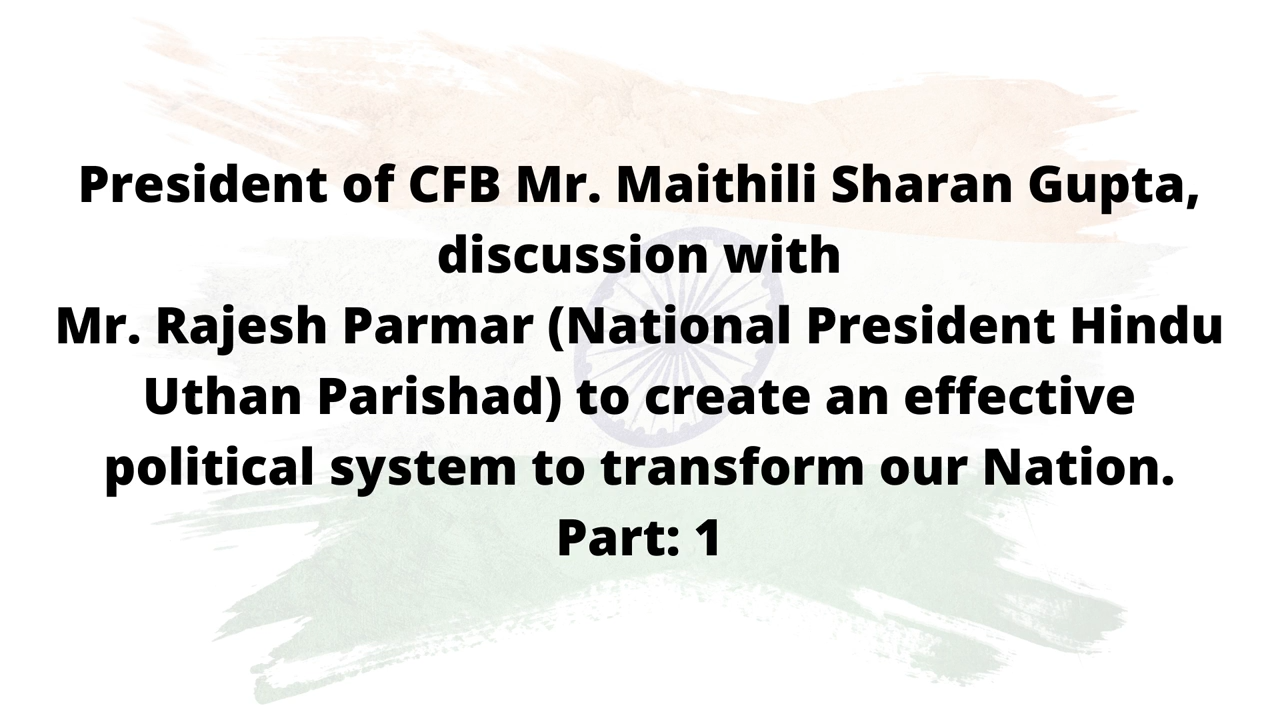 President of CFB Mr. Maithili Sharan Gupta,
discussion with
Mr. Rajesh Parmar (National President Hindu
Uthan Parishad) to create an effective
political system to transform our Nation.
Part: 1